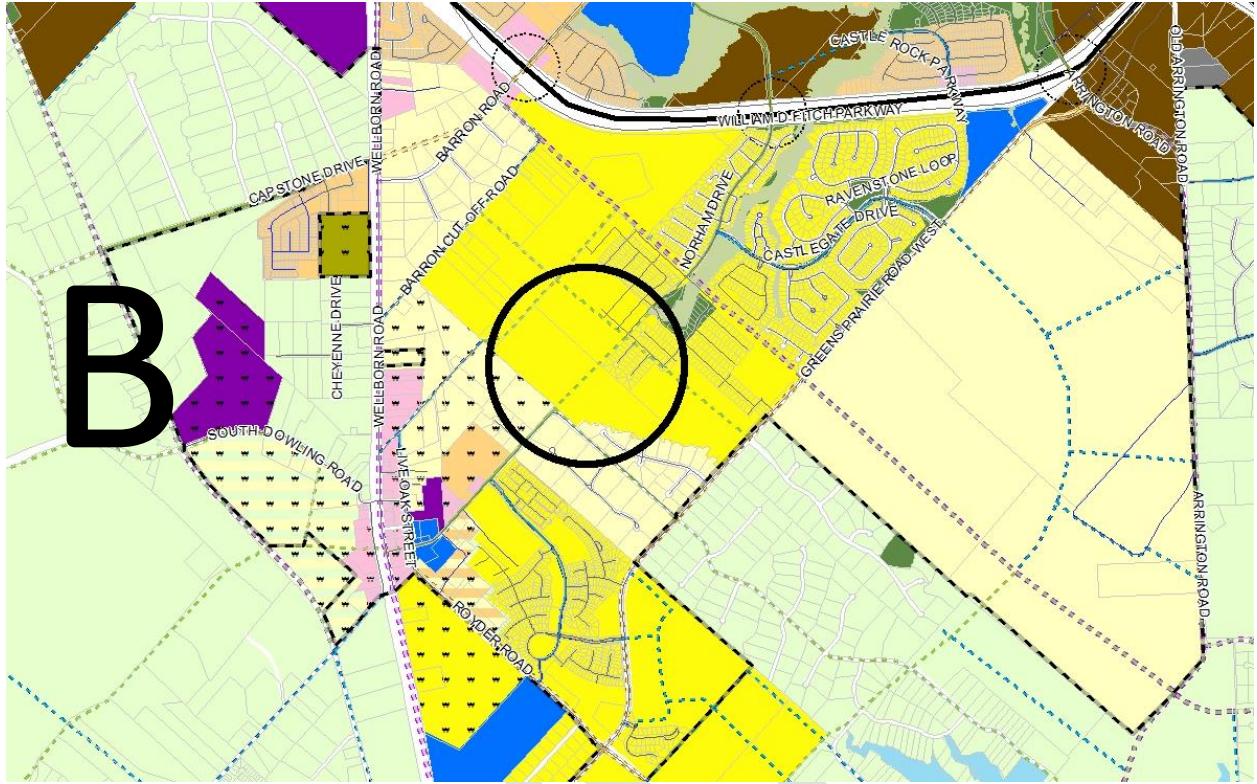 CASTLE ROCK PARKWAY
OLD ARRINGTON ROAD
ARRINGTON ROAD
WELLBORN ROAD
BARRON ROAD
WILLIAM D FITCH PARKWAY
CAPSTONE DRIVE
BARRON CUT-OFF ROAD
NORHAM DRIVE
RAVENSTONE LOOP
CASTLEGATE DRIVE
B
CHEYENNE DRIVE
WELLBORN ROAD
GREENS PRAIRIE ROAD WEST
SOUTH DOWLING ROAD
LIVE OAK STREET
ARRINGTON ROAD
ROYDER ROAD